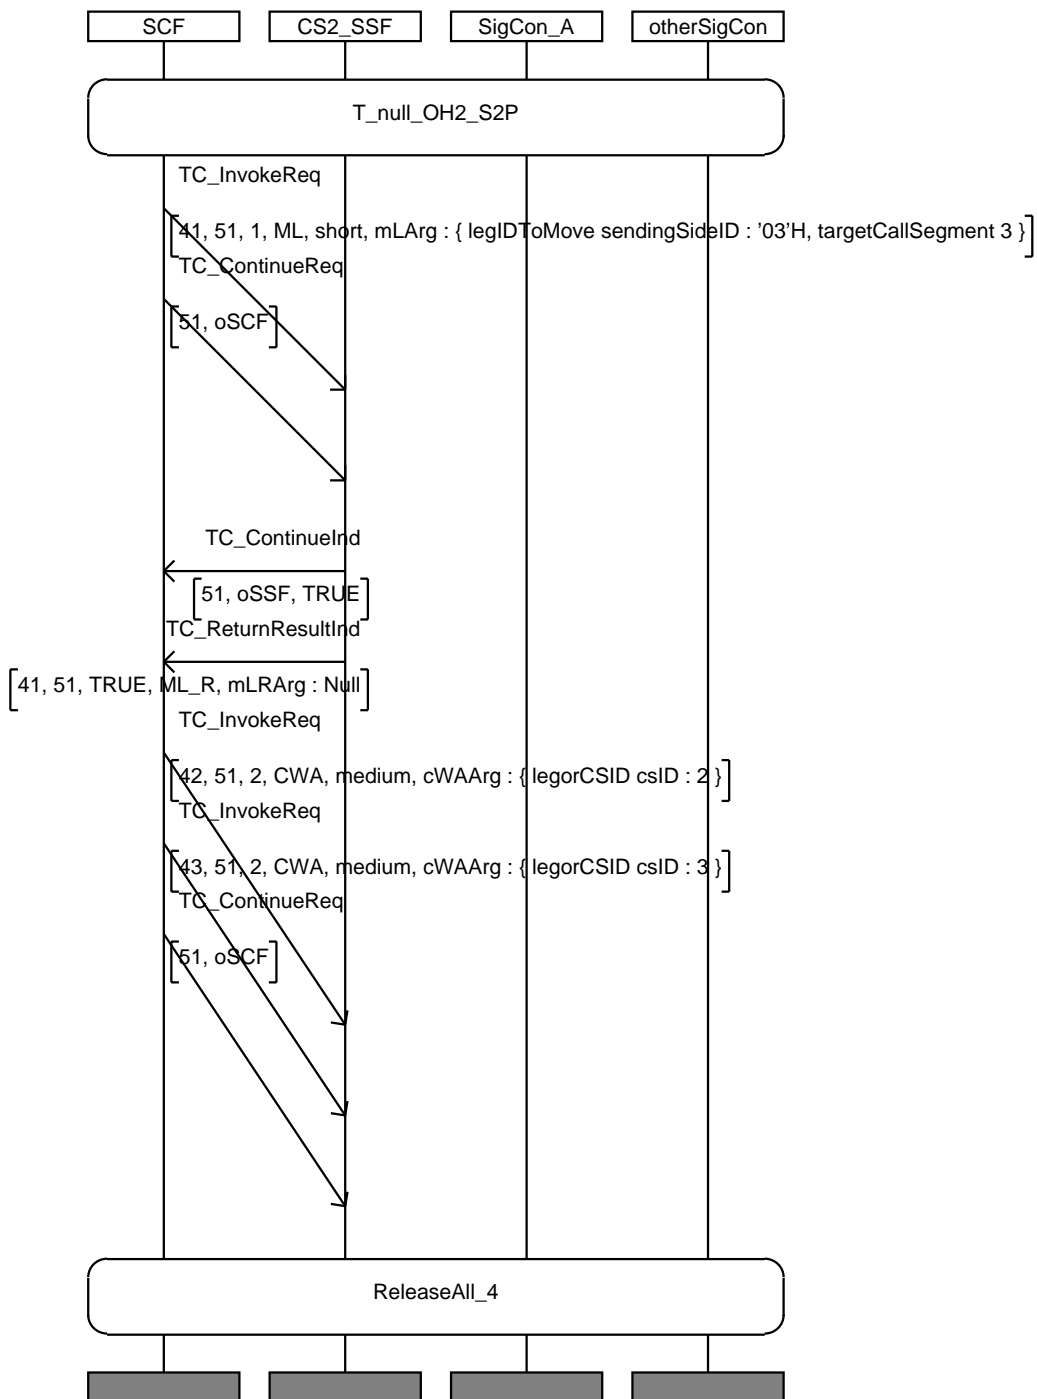 SCF CS2_SSF SigCon_A otherSigCon
T_null_OH2_S2P
TC_InvokeReq
41, 51, 1, ML, short, mLArg : { legIDToMove sendingSideID : '03'H, targetCallSegment 3 }
TC_ContinueReq
51, oSCF
TC_ContinueInd
51, oSSF, TRUE
TC_ReturnResultInd
41, 51, TRUE, ML_R, mLRArg : Null
TC_InvokeReq
42, 51, 2, CWA, medium, cWAArg : { legorCSID csID : 2 }
TC_InvokeReq
43, 51, 2, CWA, medium, cWAArg : { legorCSID csID : 3 }
TC_ContinueReq
51, oSCF
ReleaseAll_4